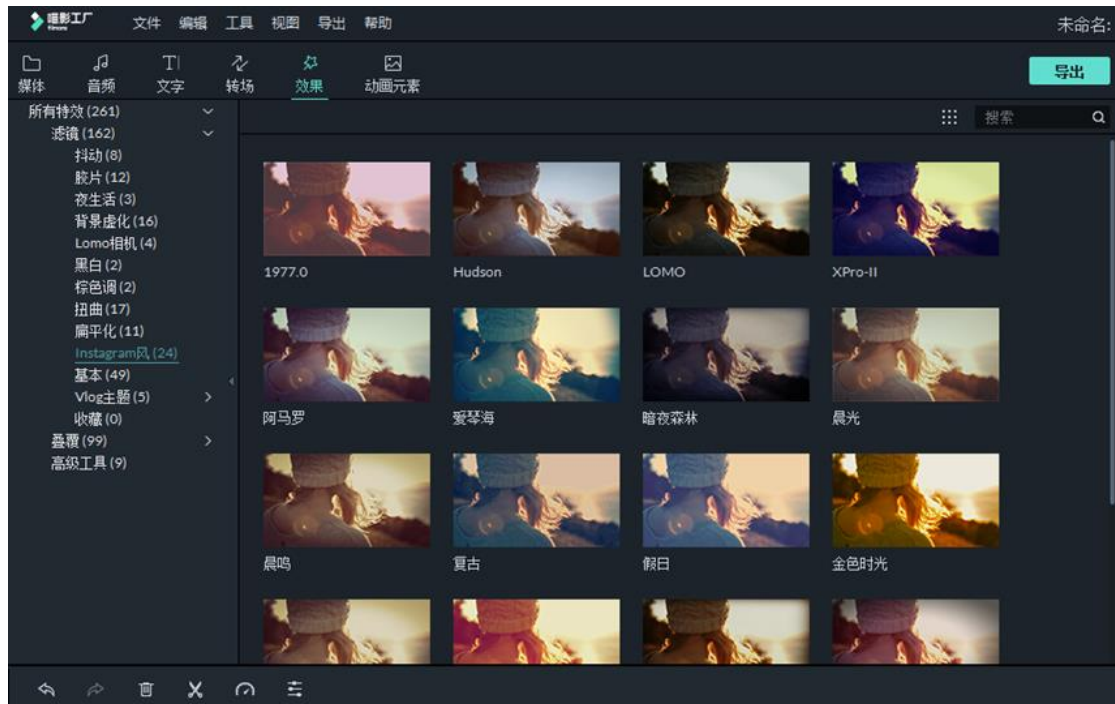 喵影工厂
文件 编辑 工具 视图 导出 帮助
未命名:
媒体 音频 文字 转场 效果 动画元素
导出
所有特效 (261)
滤镜 (162)
抖动 (8)
胶片 (12)
夜生活 (3)
背景虚化 (16)
Lomo相机 (4)
黑白 (2)
棕色调 (2)
扭曲 (17)
扁平化 (11)
Instagram风 (24)
基本 (49)
Vlog主题 (5)
收藏 (0)
叠覆 (99)
高级工具 (9)
搜索
1977.0 Hudson LOMO XPro-II
阿马罗 爱琴海 暗夜森林 晨光
晨鸣 复古 假日 金色时光